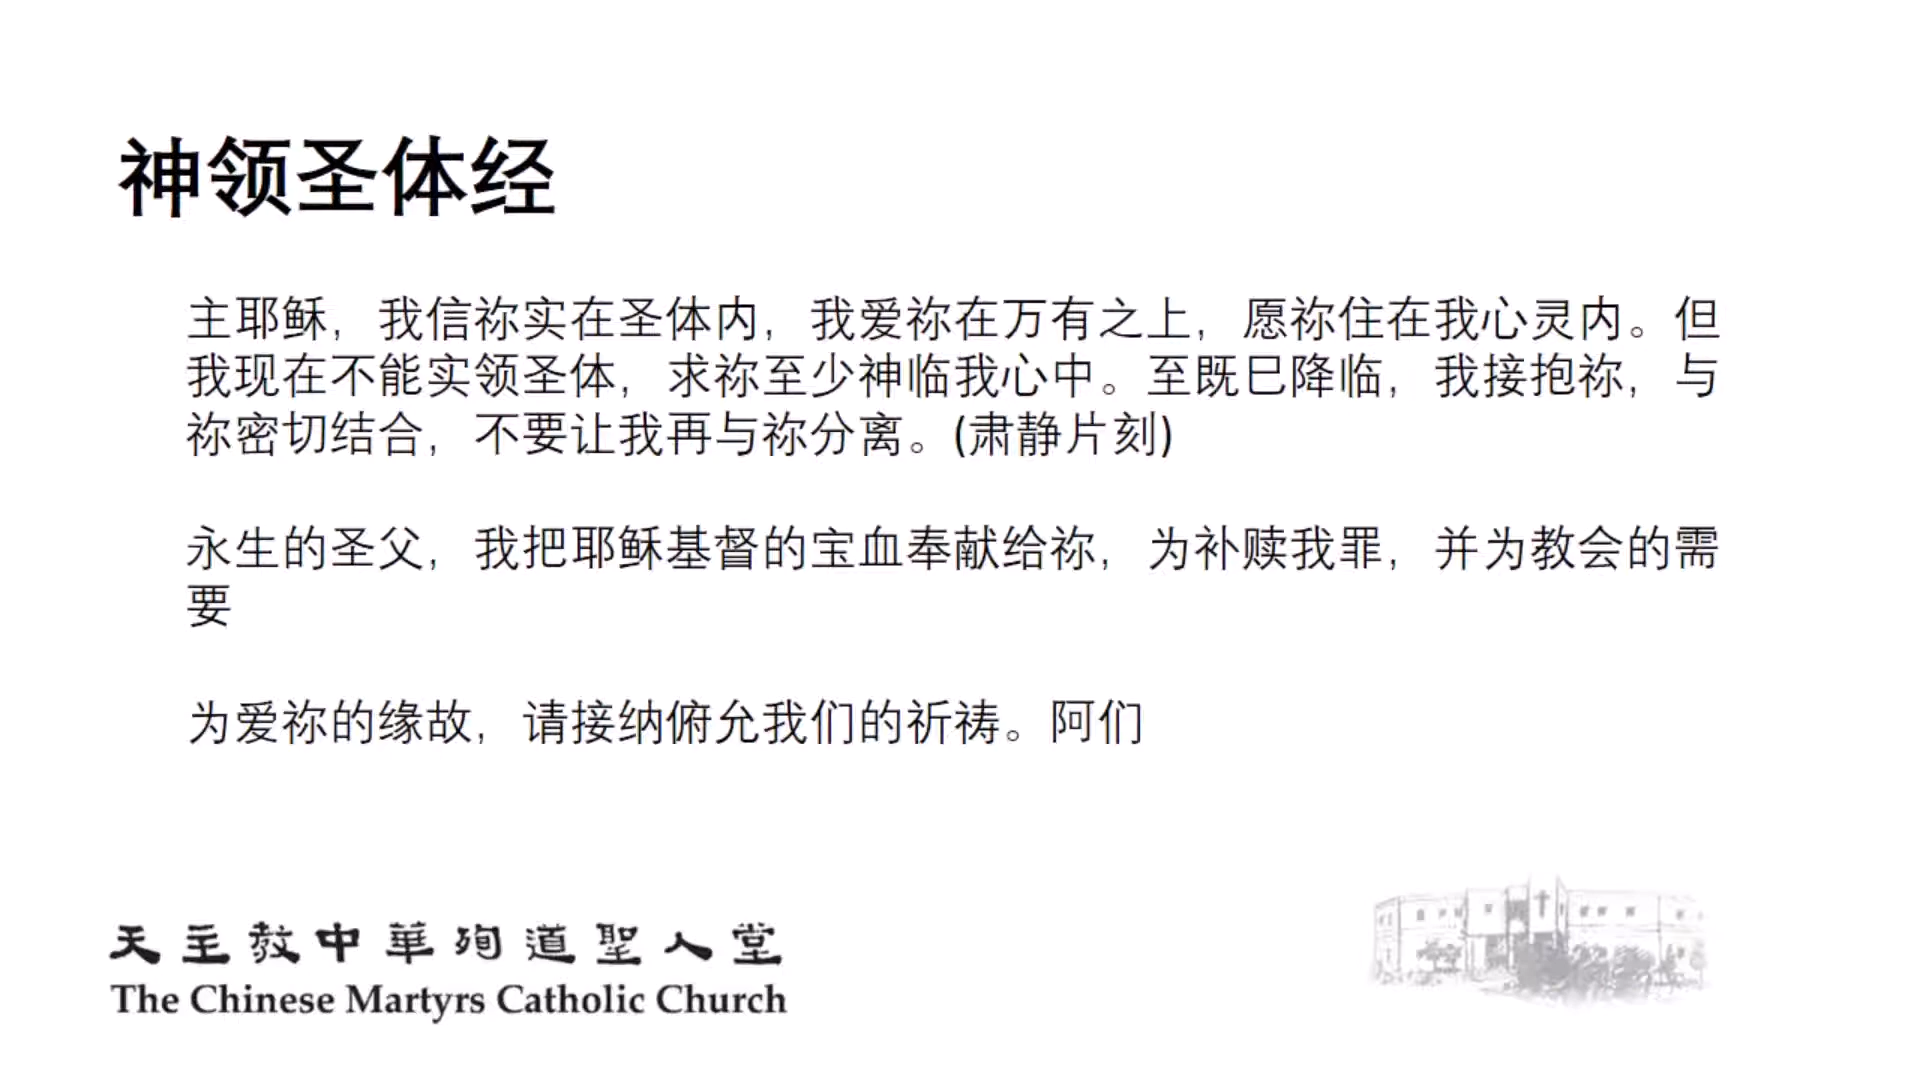 神领圣体经
主耶稣，我信祢实在圣体内，我爱祢在万有之上，愿祢住在我心灵内。但
我现在不能实领圣体，求祢至少神临我心中。至既巳降临，我接抱祢，与
祢密切结合，不要让我再与祢分离。(肃静片刻)
永生的圣父，我把耶稣基督的宝血奉献给祢，为补赎我罪，并为教会的需
要
为爱祢的缘故，请接纳俯允我们的祈祷。阿们
天主教中華殉道聖人堂
The Chinese Martyrs Catholic Church